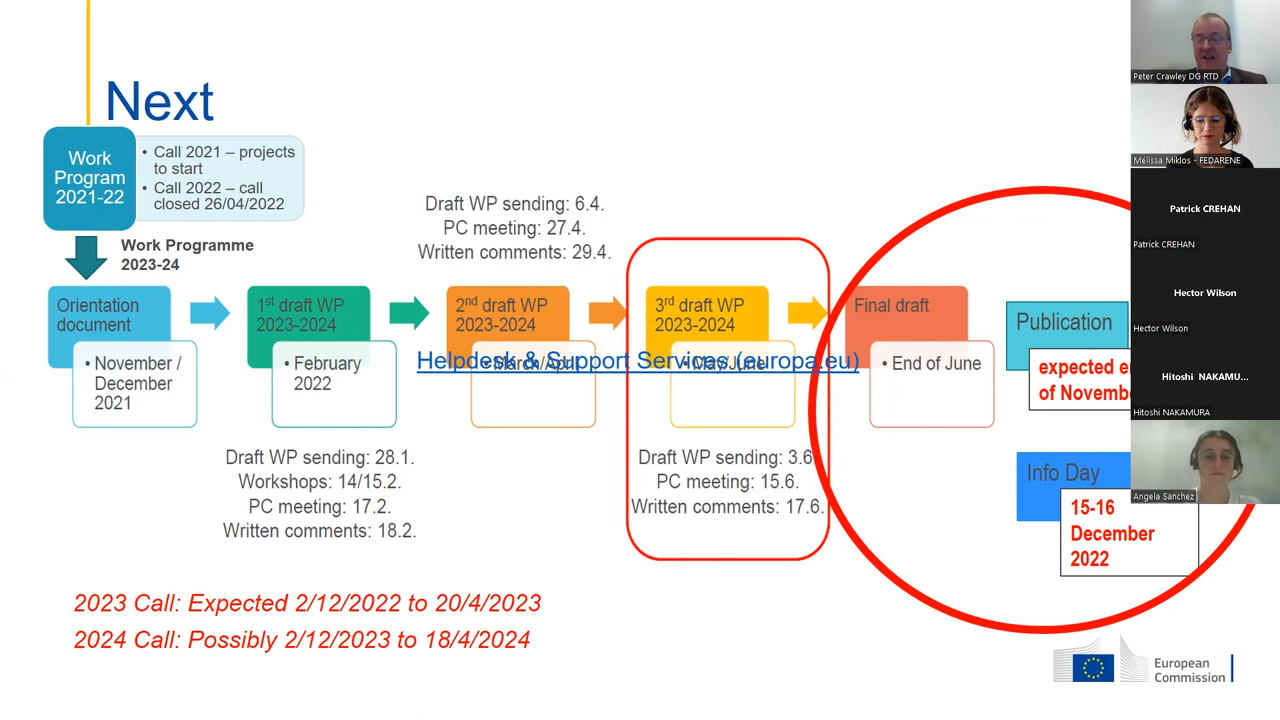 Next
Work
Program
2021-22
• Call 2021 – projects
to start
• Call 2022 – call
closed 26/04/2022
Work Programme
2023-24
Draft WP sending: 6.4.
PC meeting: 27.4.
Written comments: 29.4.
Orientation
document
• November /
December
2021
1st draft WP
2023-2024
• February
2022
2nd draft WP
2023-2024
• March/April
3rd draft WP
2023-2024
• May/June
Helpdesk & Support Services (europa.eu)
Final draft
• End of June
Publication
expected
of
Info Day
15-16
December
2022
Draft WP sending: 28.1.
Workshops: 14/15.2.
PC meeting: 17.2.
Written comments: 18.2.
Draft WP sending: 3.6
PC meeting: 15.6.
Written comments: 17.6.
2023 Call: Expected 2/12/2022 to 20/4/2023
2024 Call: Possibly 2/12/2023 to 18/4/2024
European
Commission
Peter Crawley DG RTD
Mélissa Miklos - FEDARENE
Patrick CREHAN
Patrick CREHAN
Hector Wilson
Hector Wilson
Hitoshi NAKAMU...
Hitoshi NAKAMURA
Angela Sanchez